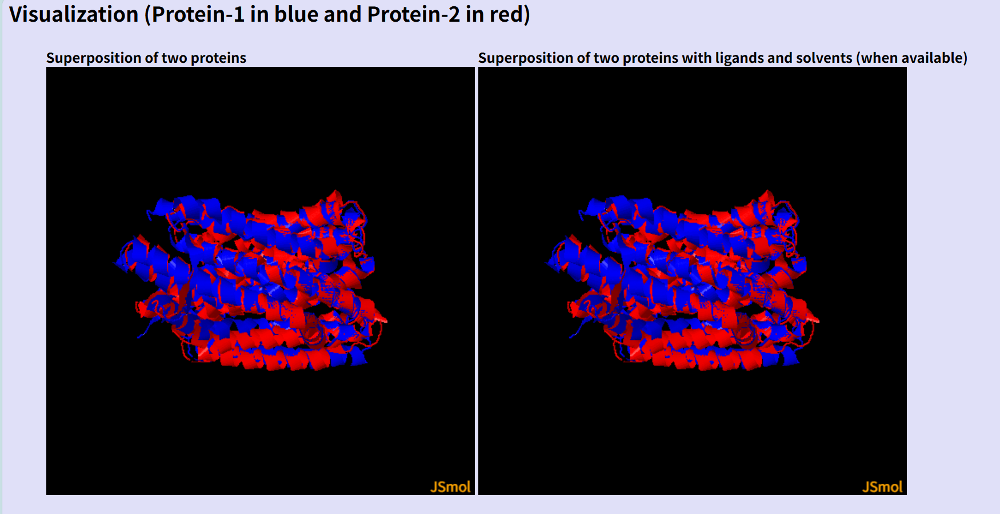 Visualization (Protein-1 in blue and Protein-2 in red)
Superposition of two proteins
Superposition of two proteins with ligands and solvents (when available)
JSmol
JSmol